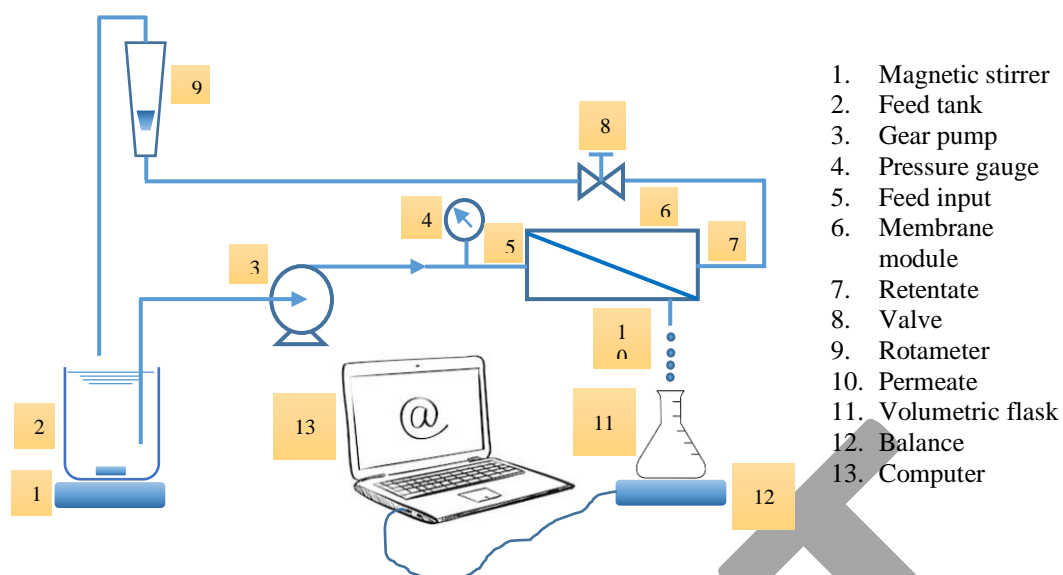 9
8
6
4
5
7
3
1
0
2
13
@
11
1
12
1. Magnetic stirrer
2. Feed tank
3. Gear pump
4. Pressure gauge
5. Feed input
6. Membrane
module
7. Retentate
8. Valve
9. Rotameter
10. Permeate
11. Volumetric flask
12. Balance
13. Computer